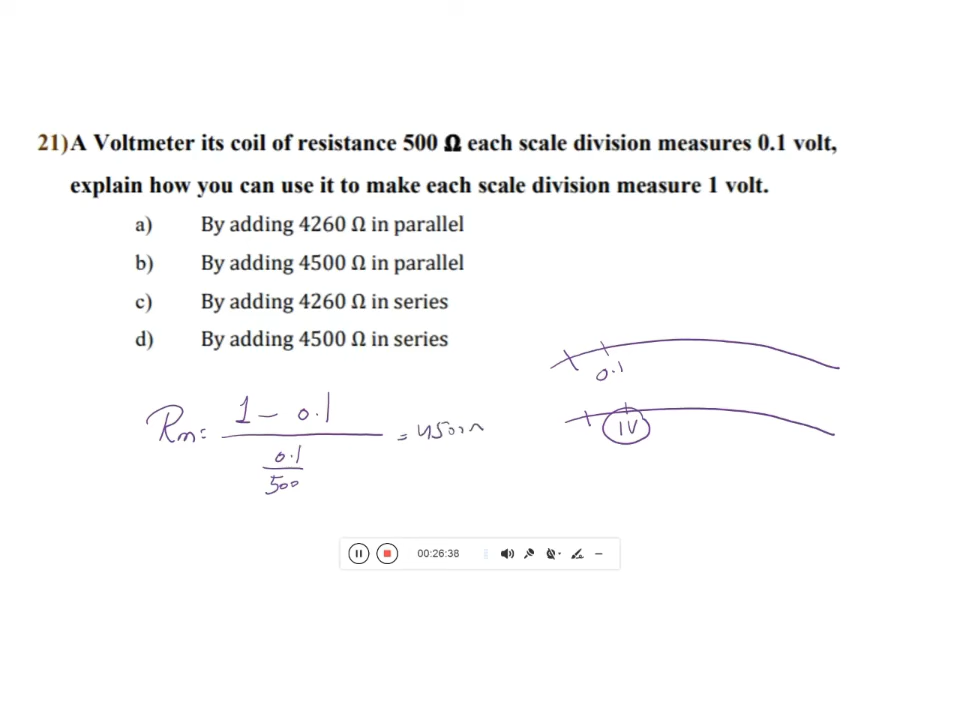 21) A Voltmeter its coil of resistance 500 Ω each scale division measures 0.1 volt,
explain how you can use it to make each scale division measure 1 volt.
a) By adding 4260 Ω in parallel
b) By adding 4500 Ω in parallel
c) By adding 4260 Ω in series
d) By adding 4500 Ω in series
0.1
1V
Rm = (1 - 0.1) / (0.1 / 500) = 4500 Ω
00:26:38